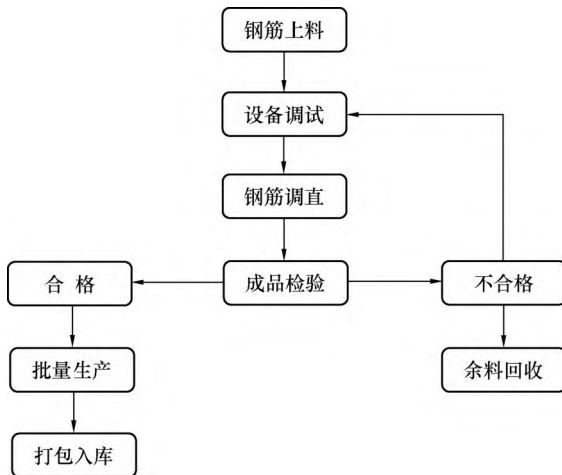 钢筋上料
设备调试
钢筋调直
合 格
成品检验
不合格
批量生产
余料回收
打包入库